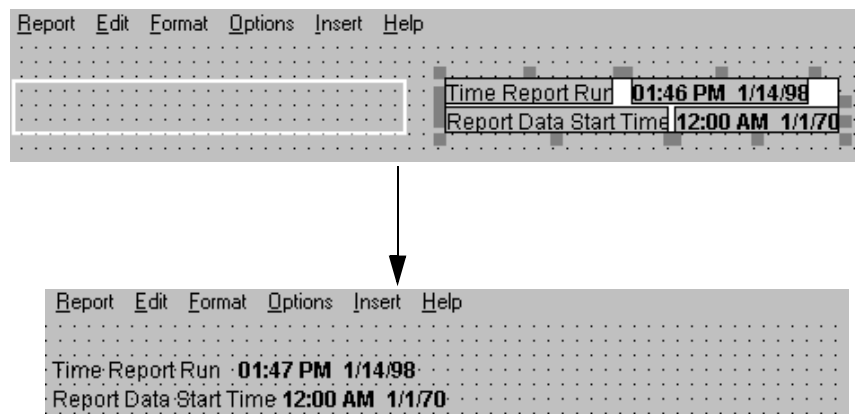 Report Edit Format Options Insert Help
Time Report Run 01:46 PM 1/14/98
Report Data Start Time 12:00 AM 1/1/70
Report Edit Format Options Insert Help
Time Report Run 01:47 PM 1/14/98
Report Data Start Time 12:00 AM 1/1/70